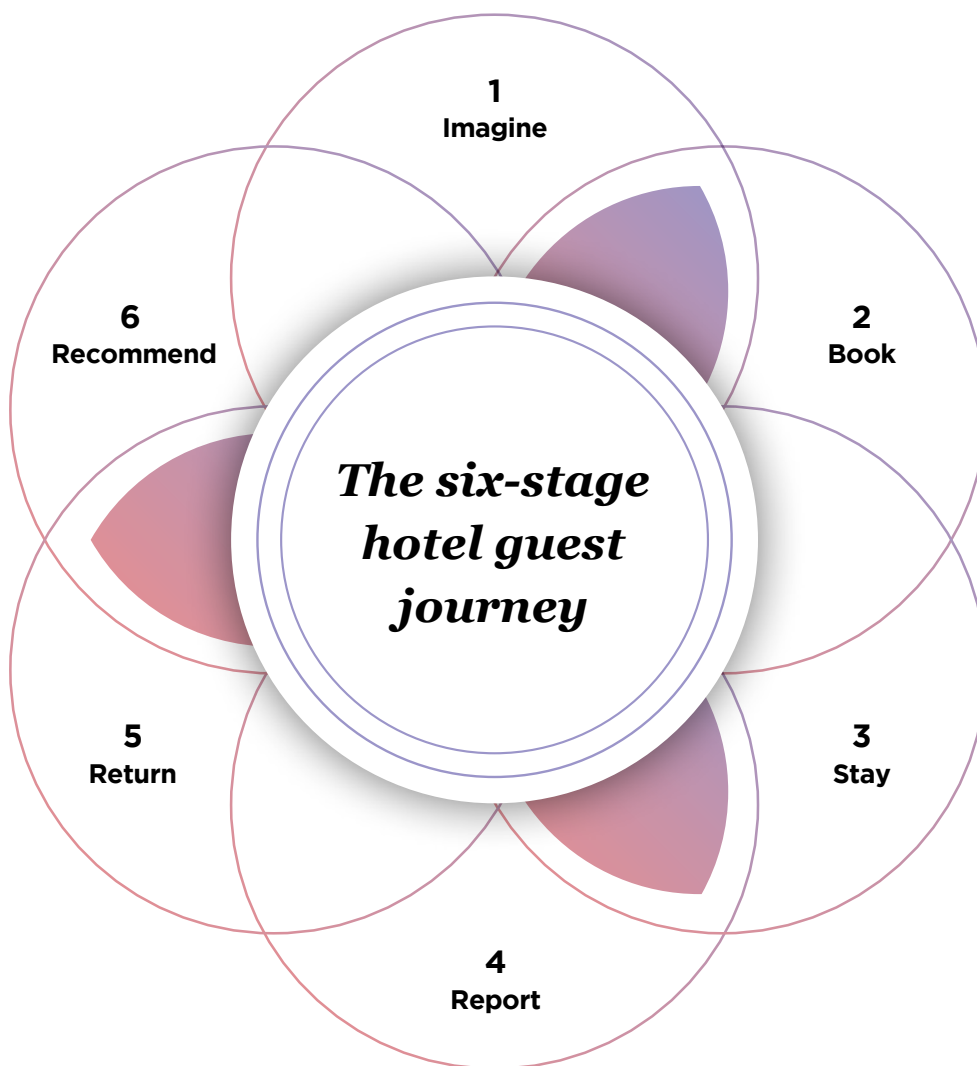 1
Imagine
2
Book
3
Stay
4
Report
5
Return
6
Recommend
The six-stage
hotel guest
journey